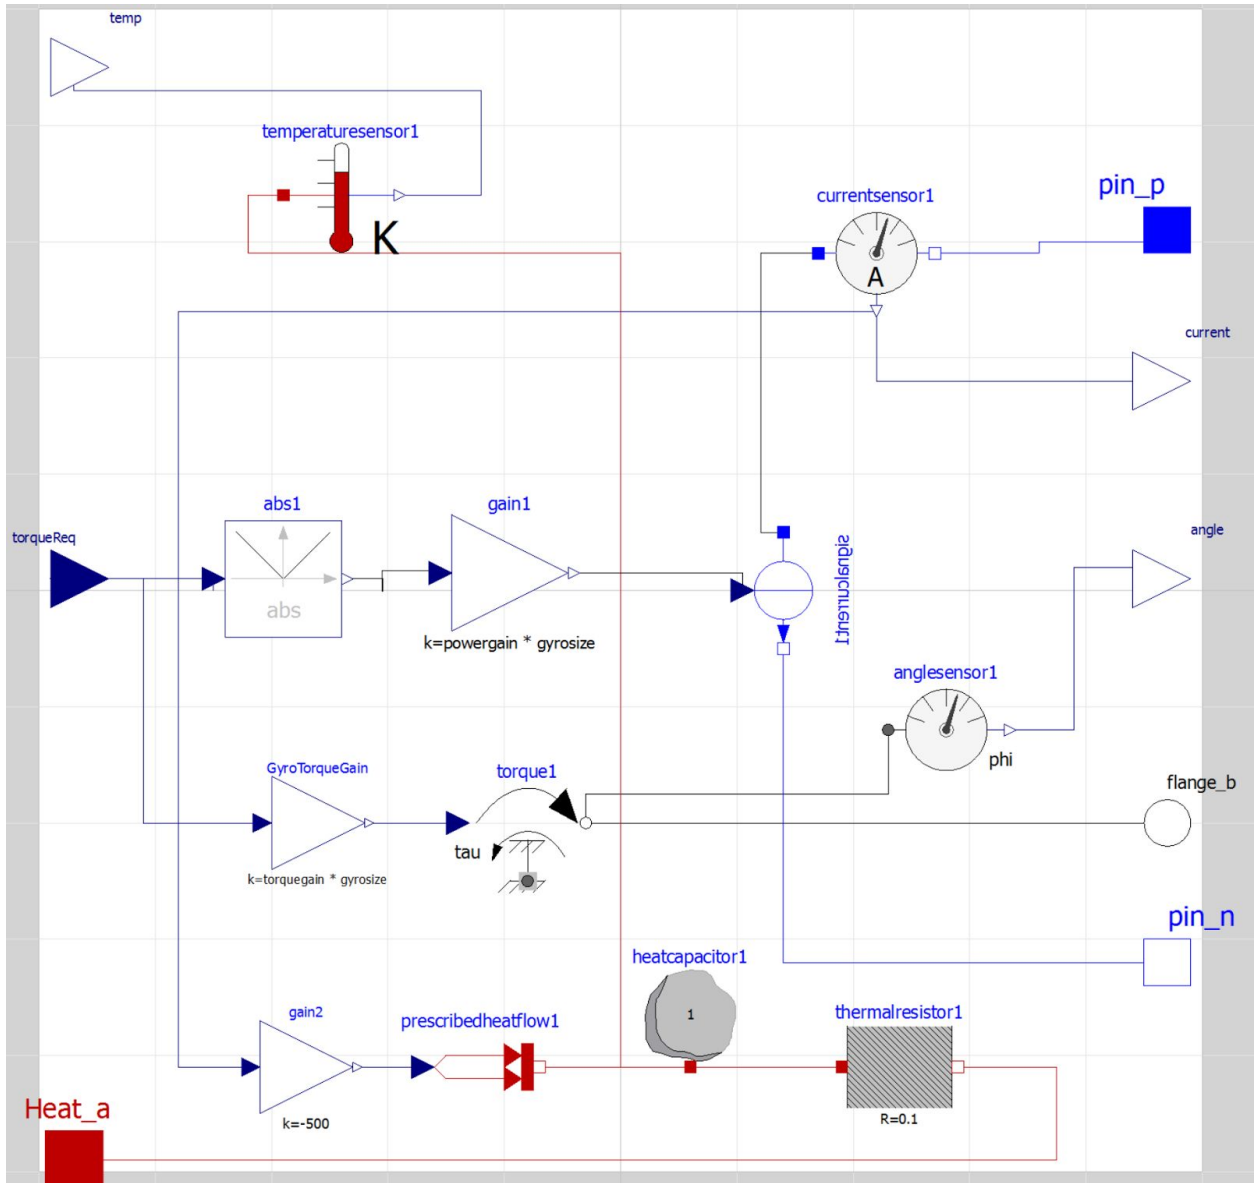 temp
temperaturesensor1
K
currentsensor1
pin_p
A
current
abs1
gain1
torqueReq
angle
abs
signalcurrent1
k=powergain * gyrosize
anglesensor1
phi
GyroTorqueGain
torque1
flange_b
tau
k=torquegain * gyrosize
pin_n
heatcapacitor1
1
gain2
prescribedheatflow1
thermalresistor1
Heat_a
k=-500
R=0.1